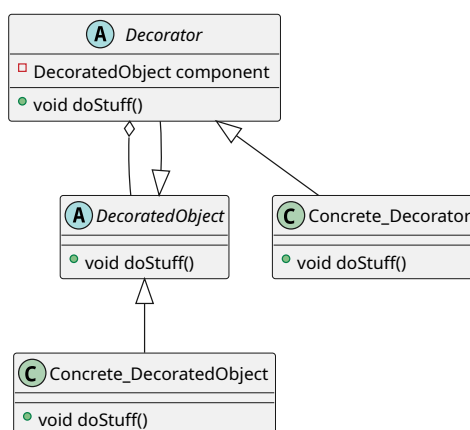 A Decorator
DecoratedObject component
void doStuff()
A DecoratedObject
void doStuff()
C Concrete_Decorator
void doStuff()
C Concrete_DecoratedObject
void doStuff()